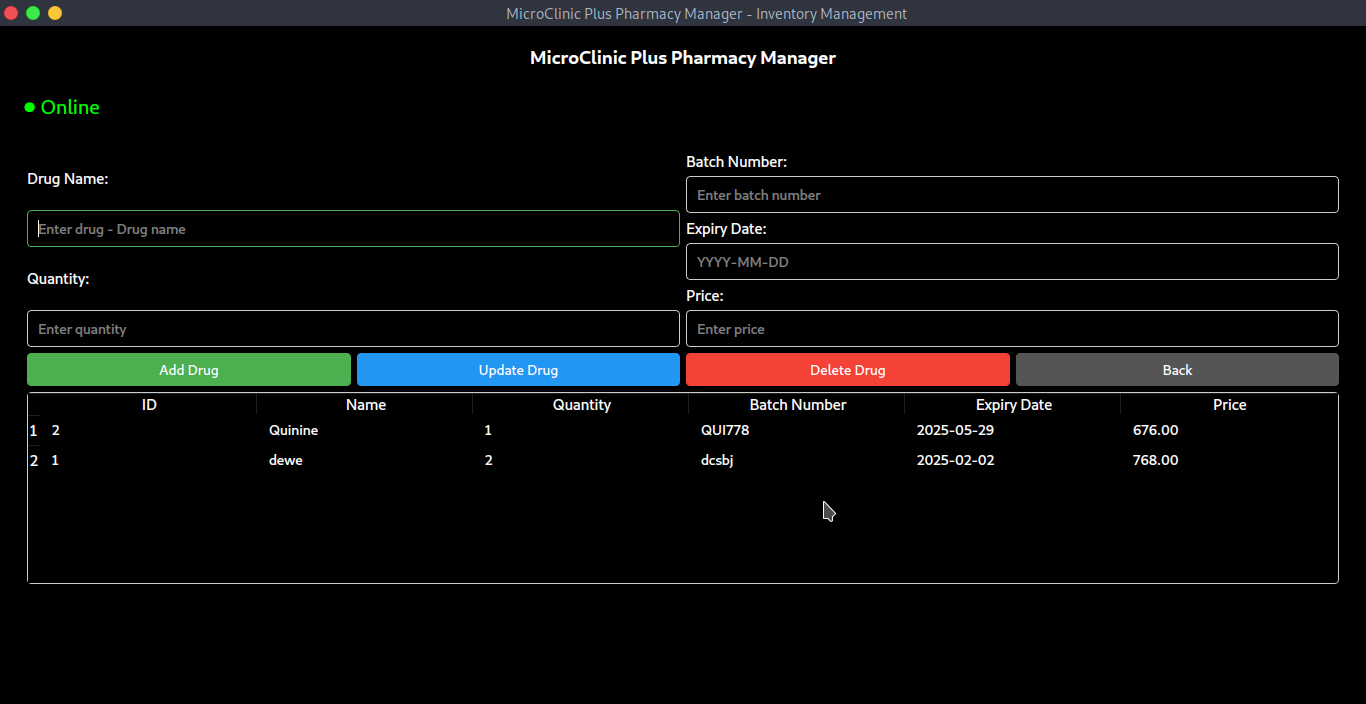 MicroClinic Plus Pharmacy Manager - Inventory Management
MicroClinic Plus Pharmacy Manager
Online
Drug Name:
Enter drug - Drug name
Quantity:
Enter quantity
Batch Number:
Enter batch number
Expiry Date:
YYYY-MM-DD
Price:
Enter price
Add Drug Update Drug Delete Drug Back
ID Name Quantity Batch Number Expiry Date Price
1 2 Quinine 1 QUI778 2025-05-29 676.00
2 1 dewe 2 dcsbj 2025-02-02 768.00